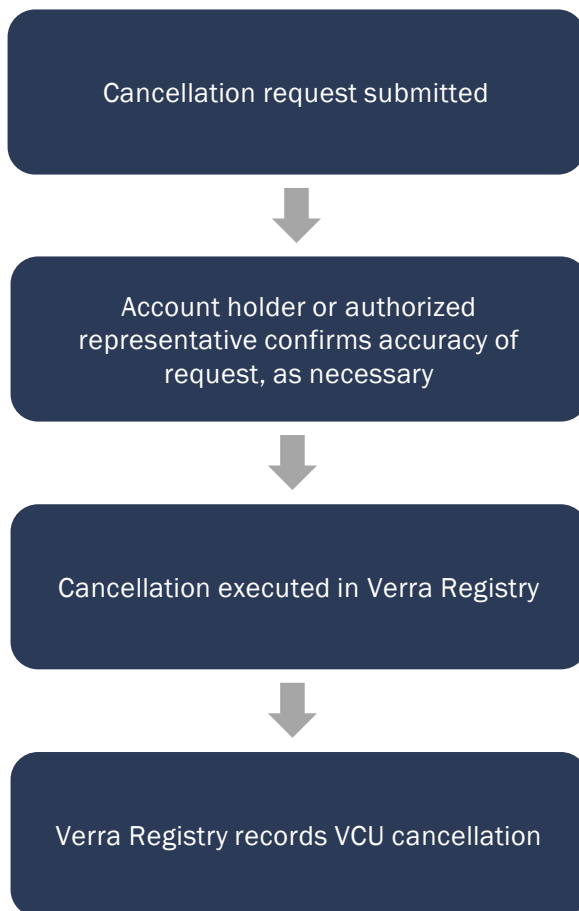 Cancellation request submitted
Account holder or authorized
representative confirms accuracy of
request, as necessary
Cancellation executed in Verra Registry
Verra Registry records VCU cancellation